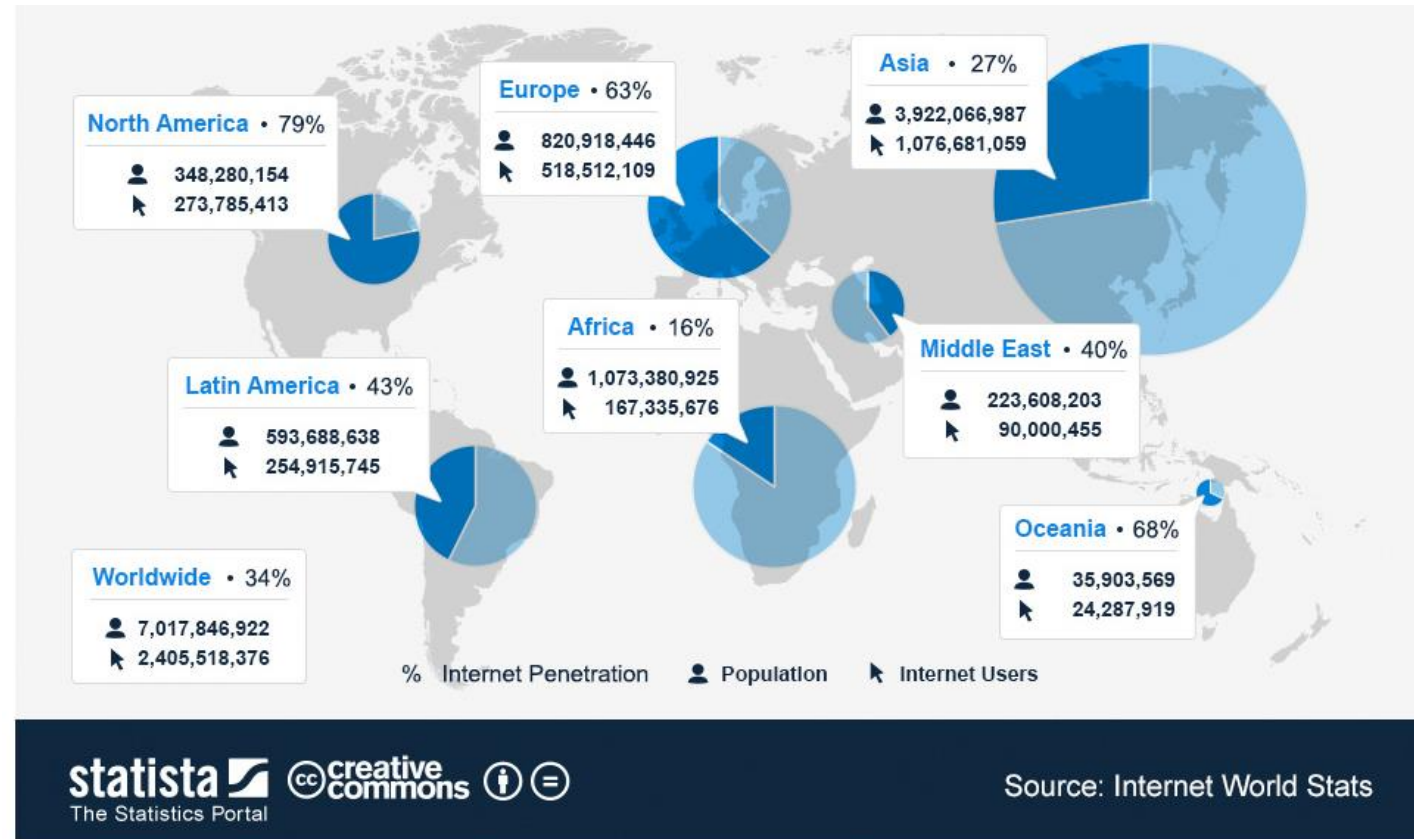 North America • 79%
348,280,154
273,785,413
Europe • 63%
820,918,446
518,512,109
Asia • 27%
3,922,066,987
1,076,681,059
Africa • 16%
1,073,380,925
167,335,676
Middle East • 40%
223,608,203
90,000,455
Latin America • 43%
593,688,638
254,915,745
Oceania • 68%
35,903,569
24,287,919
Worldwide • 34%
7,017,846,922
2,405,518,376
% Internet Penetration Population Internet Users
statista
The Statistics Portal
cc creative
commons
Source: Internet World Stats